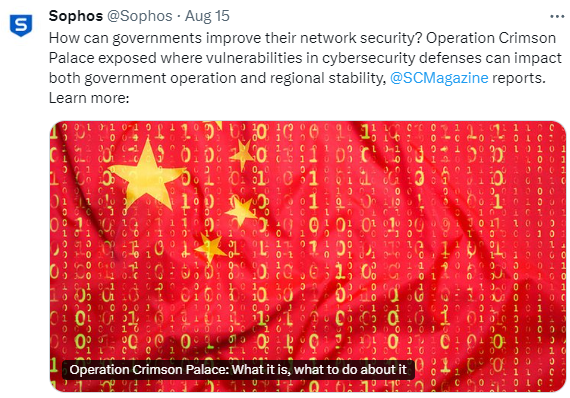 Sophos @Sophos · Aug 15
How can governments improve their network security? Operation Crimson
Palace exposed where vulnerabilities in cybersecurity defenses can impact
both government operation and regional stability, @SCMagazine reports.
Learn more:
Operation Crimson Palace: What it is, what to do about it